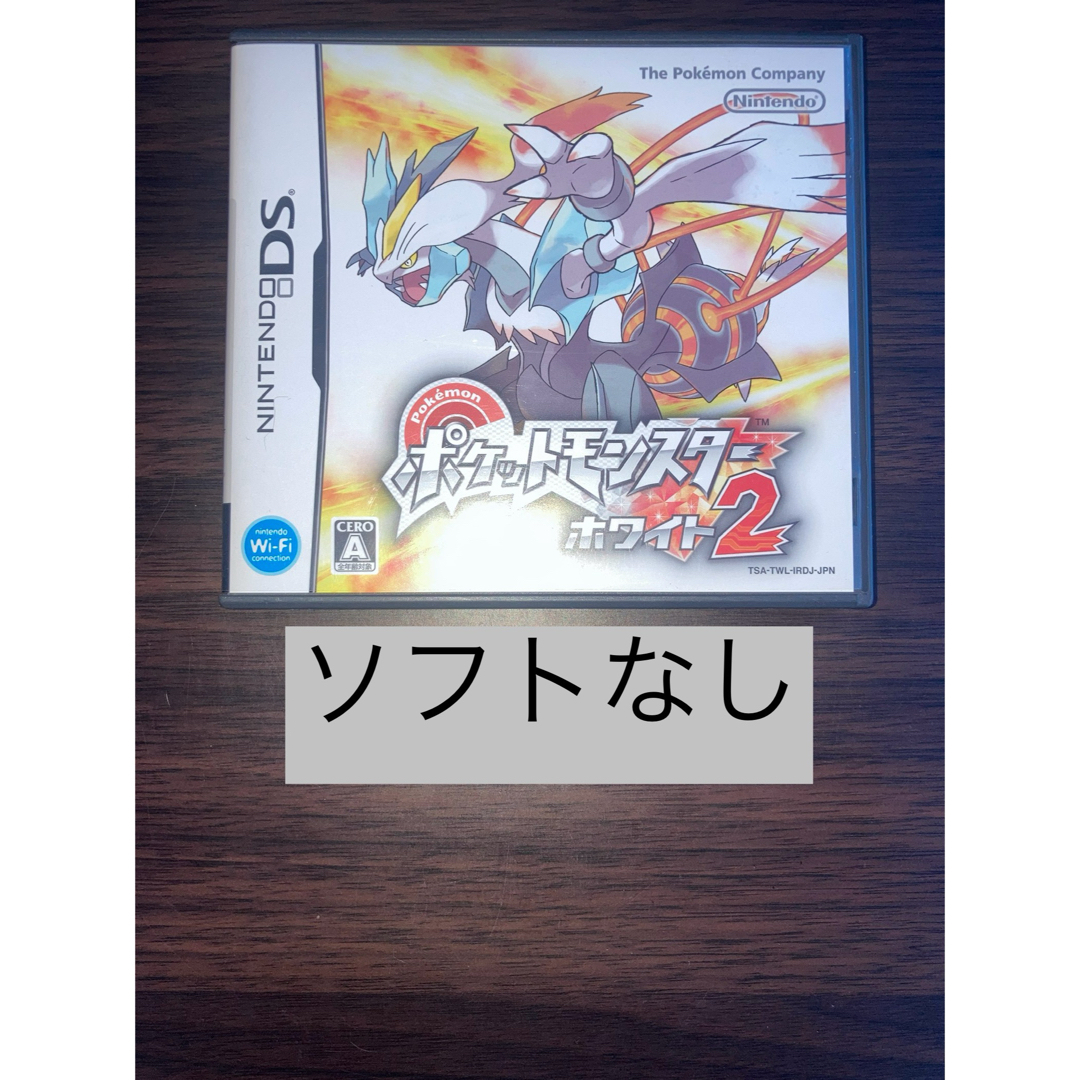 The Pokémon Company
Nintendo®
NINTENDO DS®
Pokémon
ポケットモンスター™
ホワイト2
nintendo
Wi-Fi
connection
CERO
A
全年齢対象
TSA-TWL-IRDJ-JPN
ソフトなし